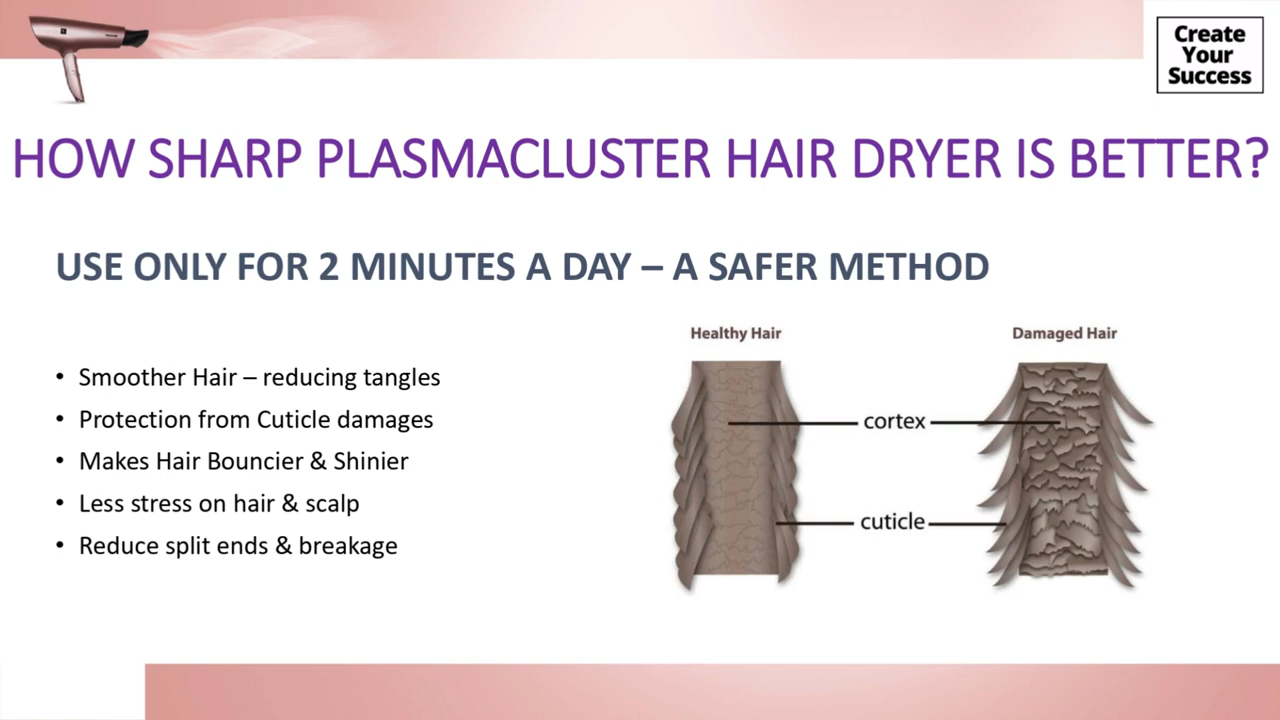 Create
Your
Success
HOW SHARP PLASMACLUSTER HAIR DRYER IS BETTER?
USE ONLY FOR 2 MINUTES A DAY – A SAFER METHOD
• Smoother Hair – reducing tangles
• Protection from Cuticle damages
• Makes Hair Bouncier & Shinier
• Less stress on hair & scalp
• Reduce split ends & breakage
Healthy Hair
Damaged Hair
cortex
cuticle